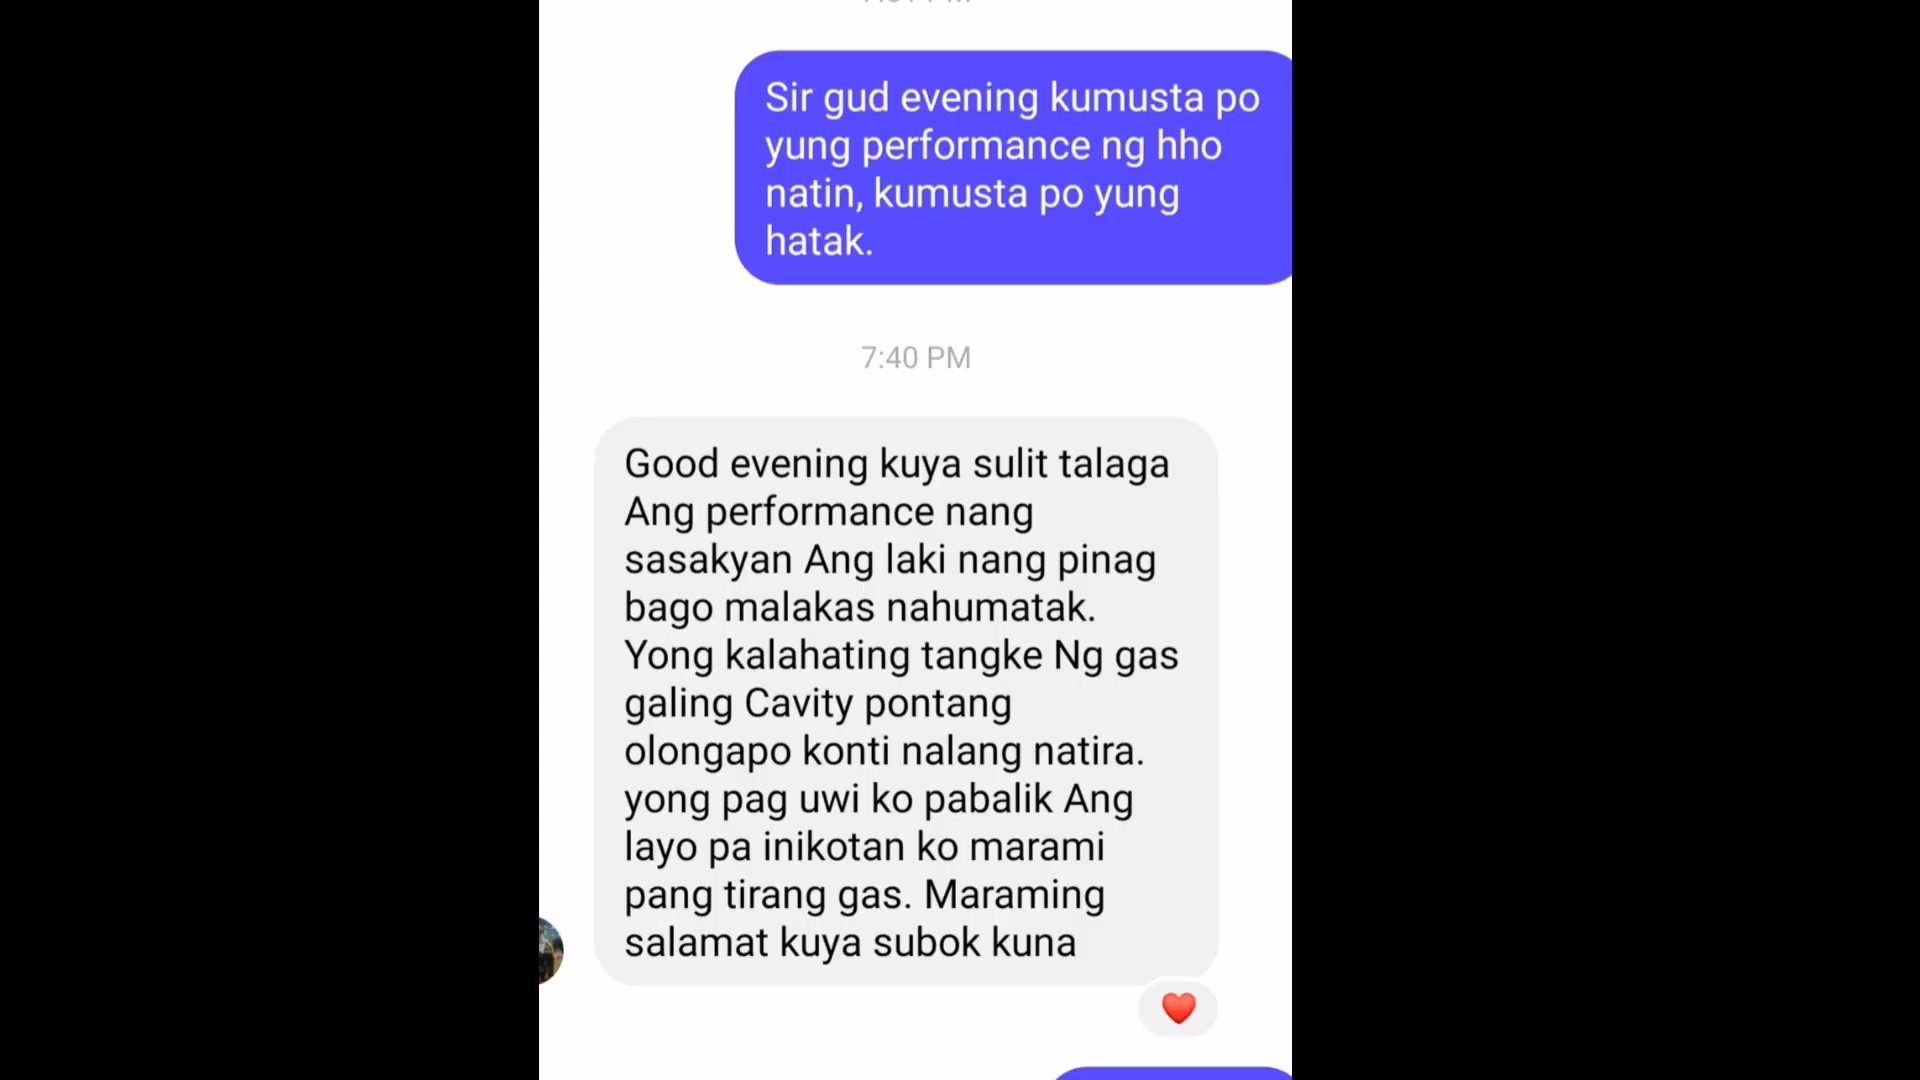 Sir gud evening kumusta po
yung performance ng hho
natin, kumusta po yung
hatak.
7:40 PM
Good evening kuya sulit talaga
Ang performance nang
sasakyan Ang laki nang pinag
bago malakas nahumatak.
Yong kalahating tangke Ng gas
galing Cavity pontang
olongapo konti nalang natira.
yong pag uwi ko pabalik Ang
layo pa inikotan ko marami
pang tirang gas. Maraming
salamat kuya subok kuna